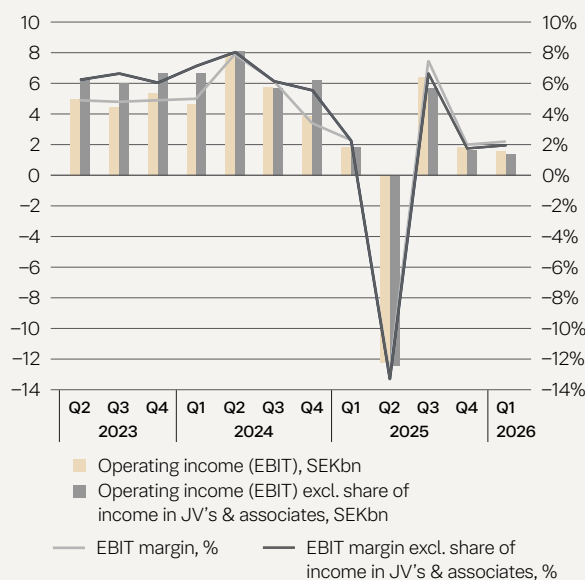 10 10%
8 8%
6 6%
4 4%
2 2%
0 0%
−2 −2%
−4 −4%
−6 −6%
−8 −8%
−10 −10%
−12 −12%
−14 −14%
Q2 Q3 Q4 Q1 Q2 Q3 Q4 Q1 Q2 Q3 Q4 Q1
2023 2024 2025 2026
Operating income (EBIT), SEKbn
Operating income (EBIT) excl. share of
income in JV's & associates, SEKbn
EBIT margin, % EBIT margin excl. share of
income in JV's & associates, %